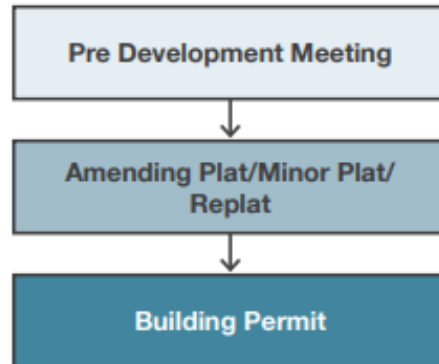 Pre Development Meeting
Amending Plat/Minor Plat/
Replat
Building Permit